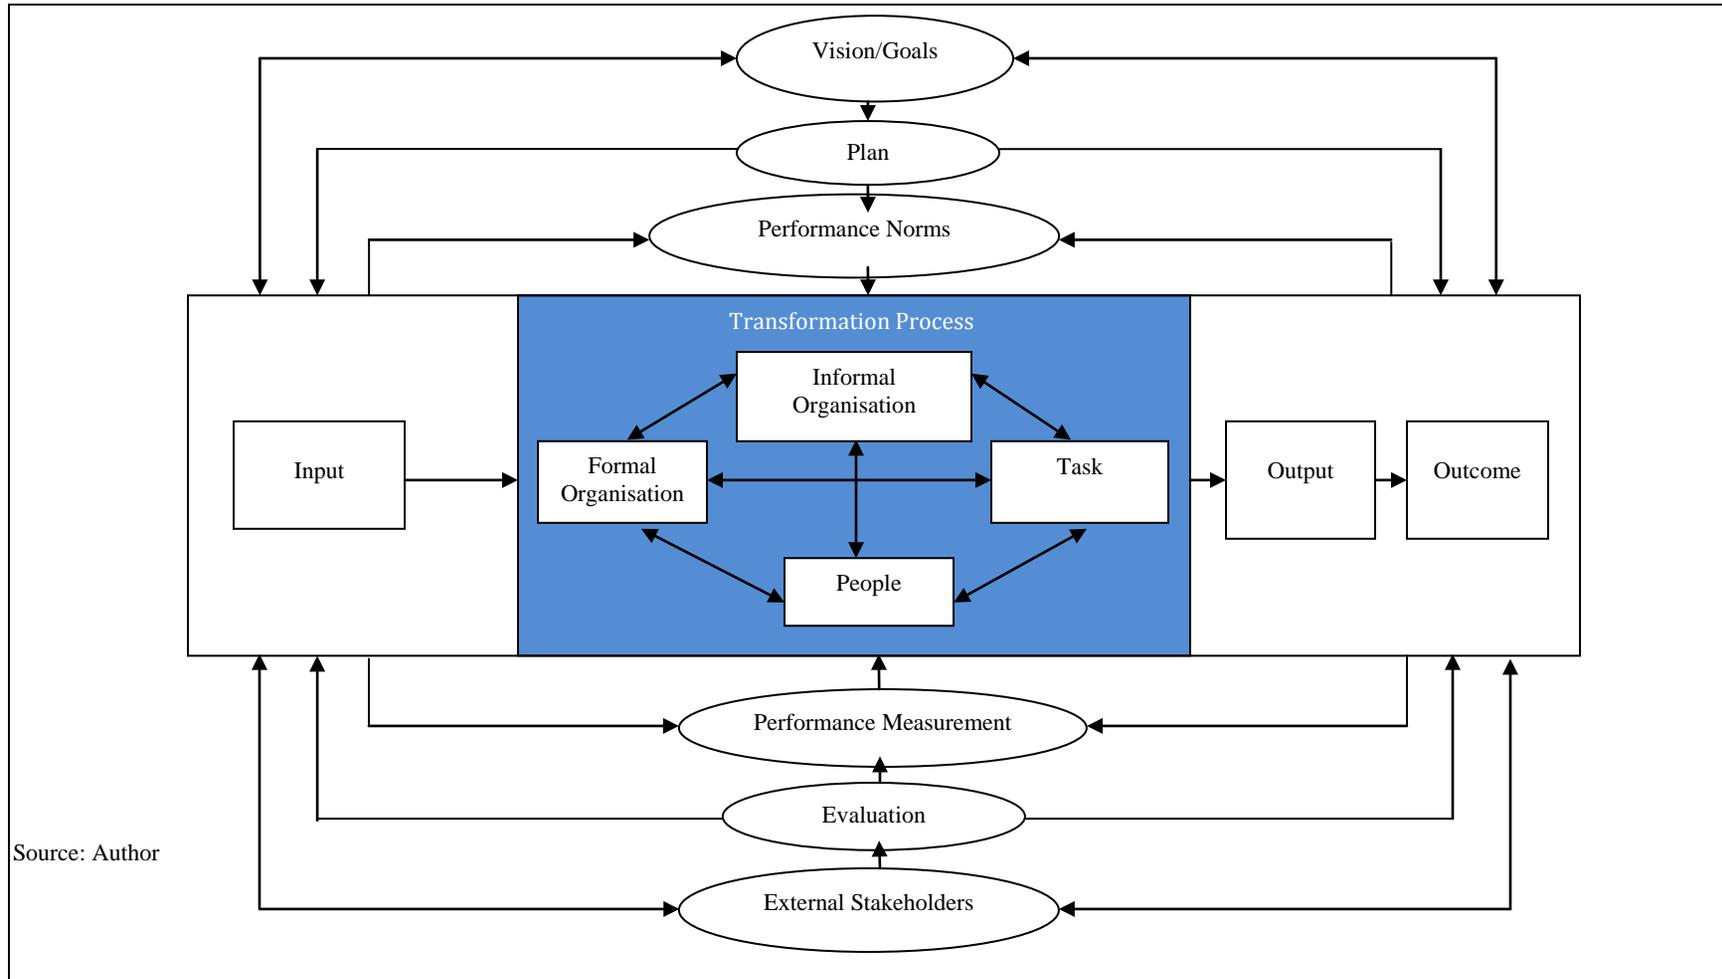 Vision/Goals
Plan
Performance Norms
Transformation Process
Informal
Organisation
Input
Formal
Organisation
Task
Output
Outcome
People
Performance Measurement
Evaluation
Source: Author
External Stakeholders